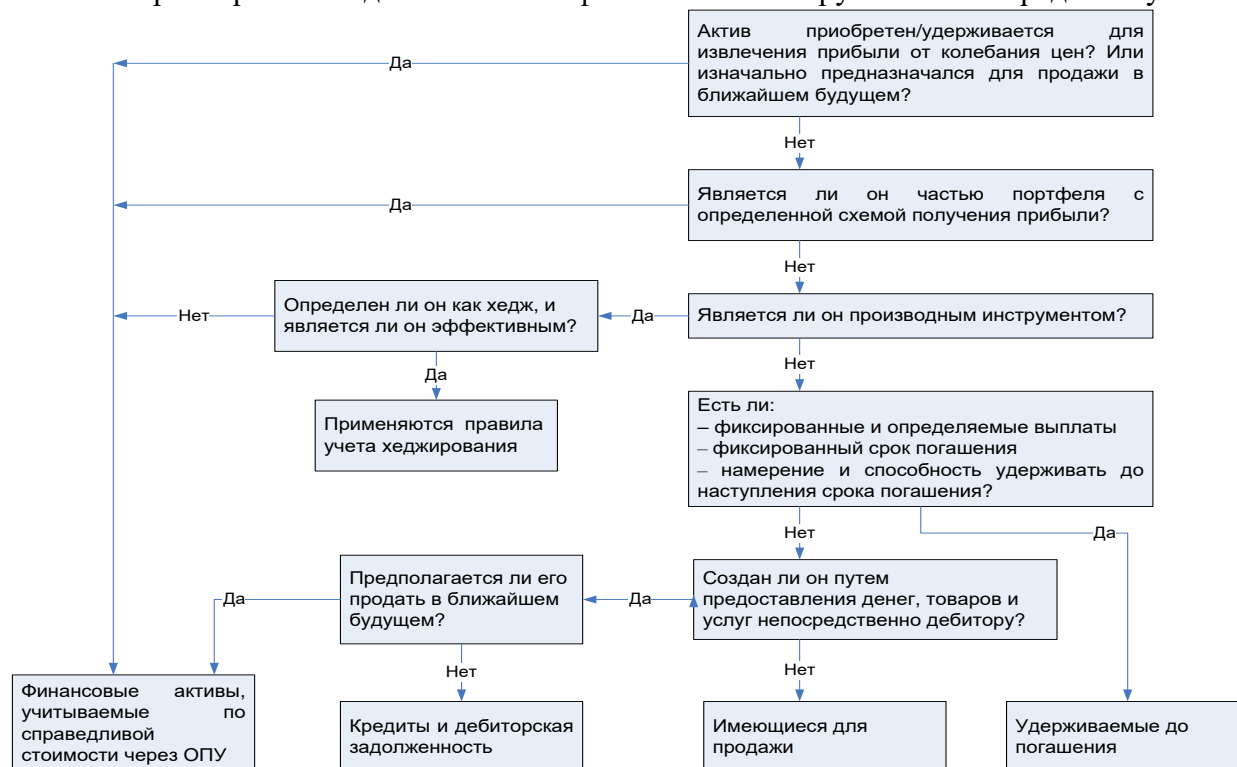 Актив приобретен/удерживается для
извлечения прибыли от колебания цен? Или
изначально предназначался для продажи в
ближайшем будущем?
Да
Нет
Является ли он частью портфеля с
определенной схемой получения прибыли?
Да
Нет
Является ли он производным инструментом?
Да
Определен ли он как хедж, и
является ли он эффективным?
Нет
Да
Применяются правила
учета хеджирования
Нет
Есть ли:
– фиксированные и определяемые выплаты
– фиксированный срок погашения
– намерение и способность удерживать до
наступления срока погашения?
Нет
Да
Создан ли он путем
предоставления денег, товаров и
услуг непосредственно дебитору?
Да
Предполагается ли его
продать в ближайшем
будущем?
Да
Нет
Нет
Финансовые активы,
учитываемые по
справедливой
стоимости через ОПУ
Кредиты и дебиторская
задолженность
Имеющиеся для
продажи
Удерживаемые до
погашения